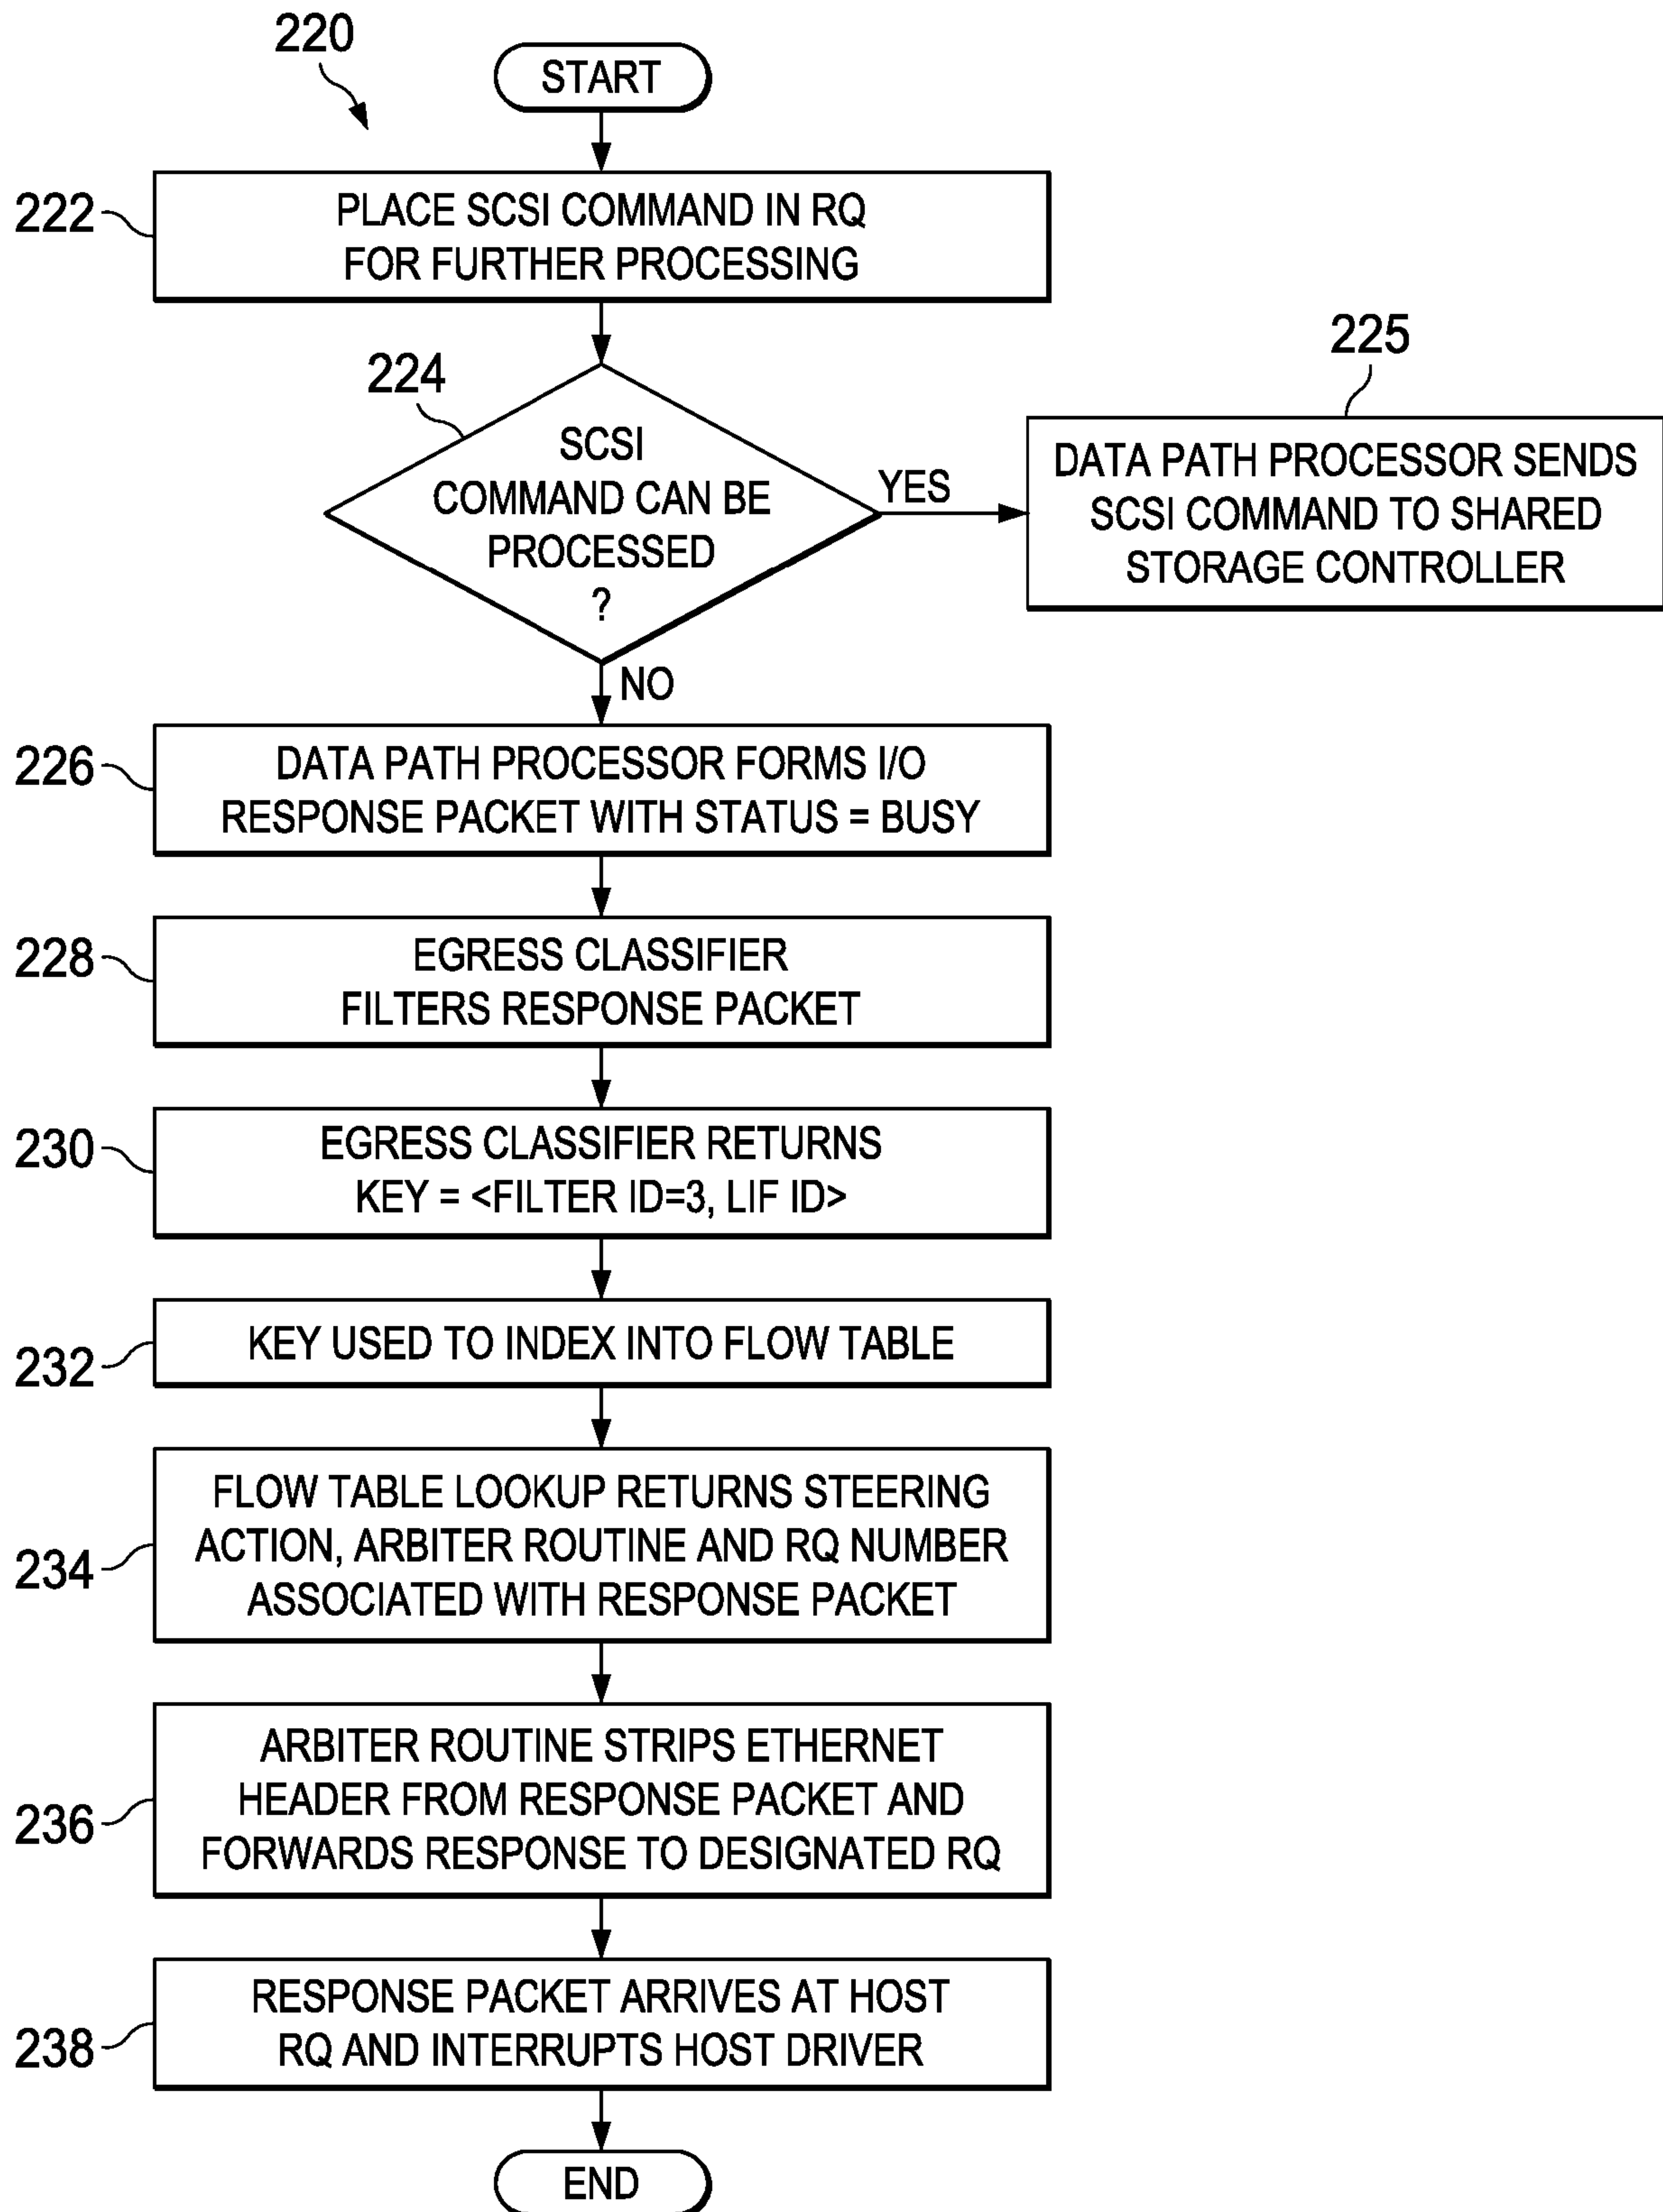 220
START
222
PLACE SCSI COMMAND IN RQ
FOR FURTHER PROCESSING
224
SCSI
COMMAND CAN BE
PROCESSED
?
YES
225
DATA PATH PROCESSOR SENDS
SCSI COMMAND TO SHARED
STORAGE CONTROLLER
NO
226
DATA PATH PROCESSOR FORMS I/O
RESPONSE PACKET WITH STATUS = BUSY
228
EGRESS CLASSIFIER
FILTERS RESPONSE PACKET
230
EGRESS CLASSIFIER RETURNS
KEY = <FILTER ID=3, LIF ID>
232
KEY USED TO INDEX INTO FLOW TABLE
234
FLOW TABLE LOOKUP RETURNS STEERING
ACTION, ARBITER ROUTINE AND RQ NUMBER
ASSOCIATED WITH RESPONSE PACKET
236
ARBITER ROUTINE STRIPS ETHERNET
HEADER FROM RESPONSE PACKET AND
FORWARDS RESPONSE TO DESIGNATED RQ
238
RESPONSE PACKET ARRIVES AT HOST
RQ AND INTERRUPTS HOST DRIVER
END